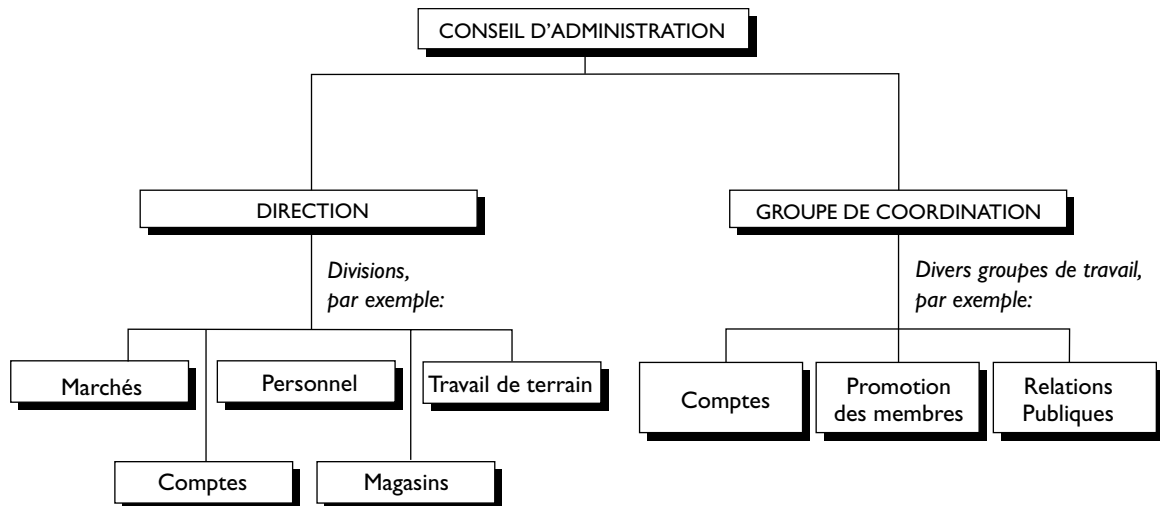 CONSEIL D’ADMINISTRATION
DIRECTION
GROUPE DE COORDINATION
Divisions,
par exemple:
Divers groupes de travail,
par exemple:
Marchés
Personnel
Travail de terrain
Comptes
Magasins
Comptes
Promotion
des membres
Relations
Publiques